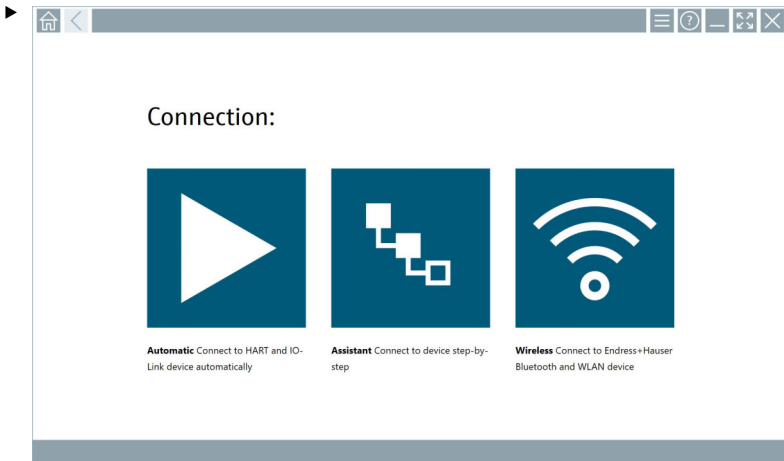 Connection:
Automatic Connect to HART and IO-
Link device automatically
Assistant Connect to device step-by-
step
Wireless Connect to Endress+Hauser
Bluetooth and WLAN device